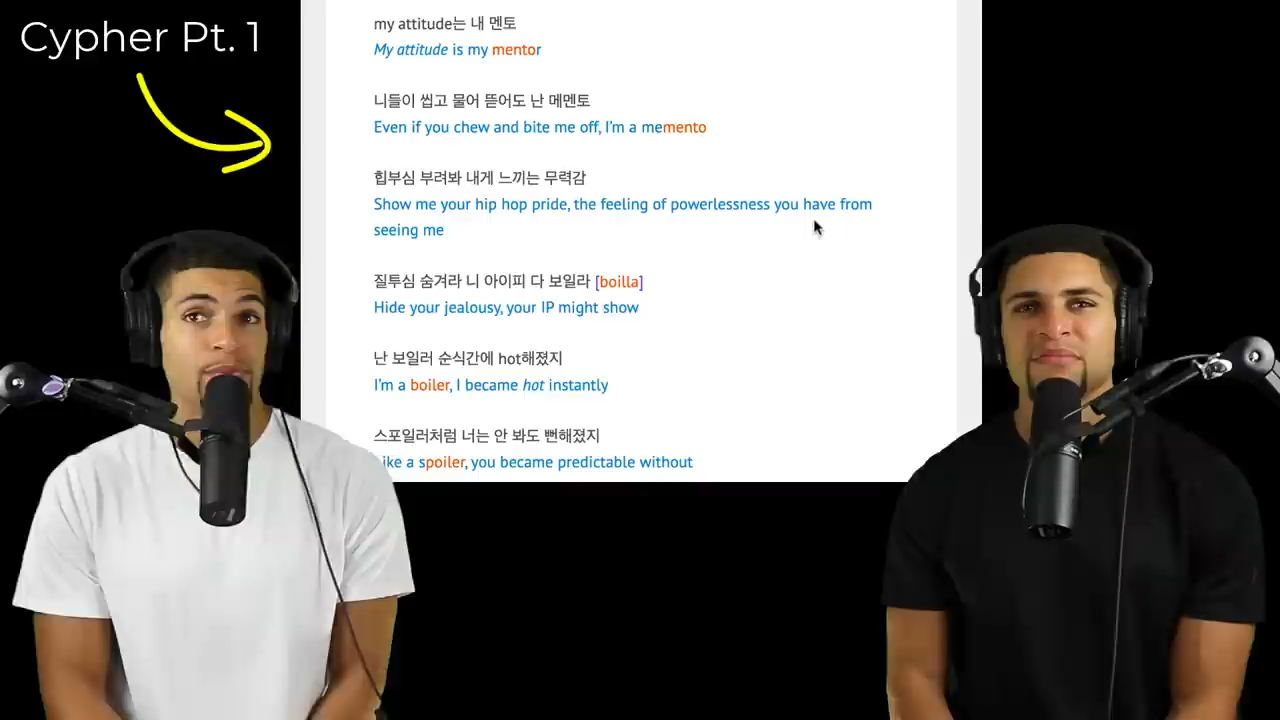 Cypher Pt. 1
my attitude는 내 멘토
My attitude is my mentor
니들이 씹고 물어 뜯어도 난 메멘토
Even if you chew and bite me off, I'm a memento
힙부심 부려봐 내게 느끼는 무력감
Show me your hip hop pride, the feeling of powerlessness you have from
seeing me
질투심 숨겨라 니 아이피 다 보일라 [boilla]
Hide your jealousy, your IP might show
난 보일러 순식간에 hot해졌지
I'm a boiler, I became hot instantly
스포일러처럼 너는 안 봐도 뻔해졌지
ike a spoiler, you became predictable without